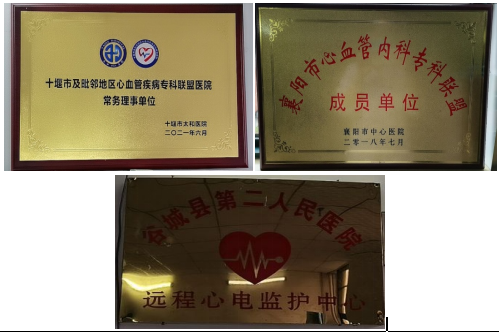 十堰市及毗邻地区心血管疾病专科联盟医院
常务理事单位
十堰市太和医院
二〇二一年六月
襄阳市心血管内科专科联盟
成员单位
襄阳市中心医院
二零一八年七月
谷城县第二人民医院
远程心电监护中心